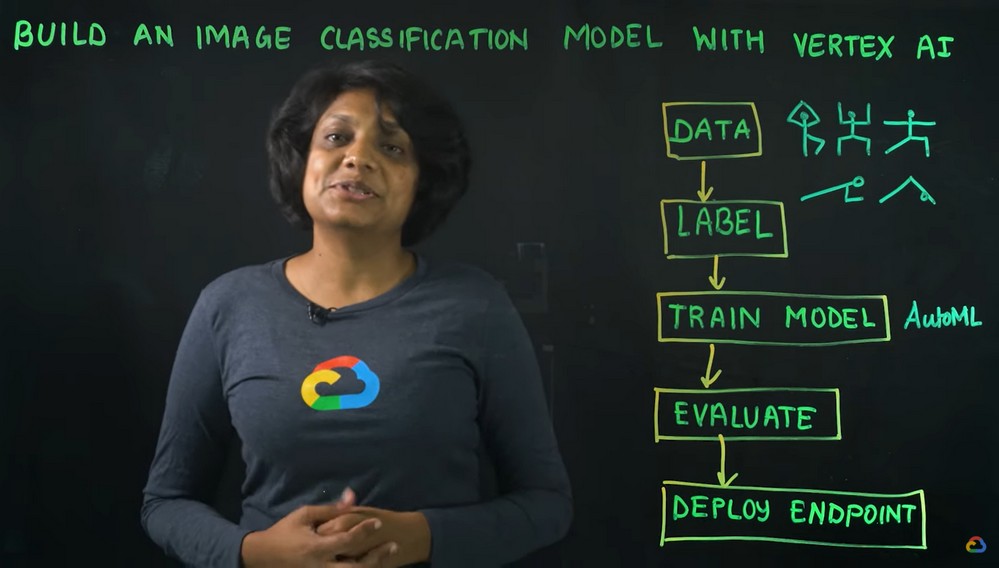 BUILD AN IMAGE CLASSIFICATION MODEL WITH VERTEX AI
DATA
LABEL
TRAIN MODEL AutoML
EVALUATE
DEPLOY ENDPOINT